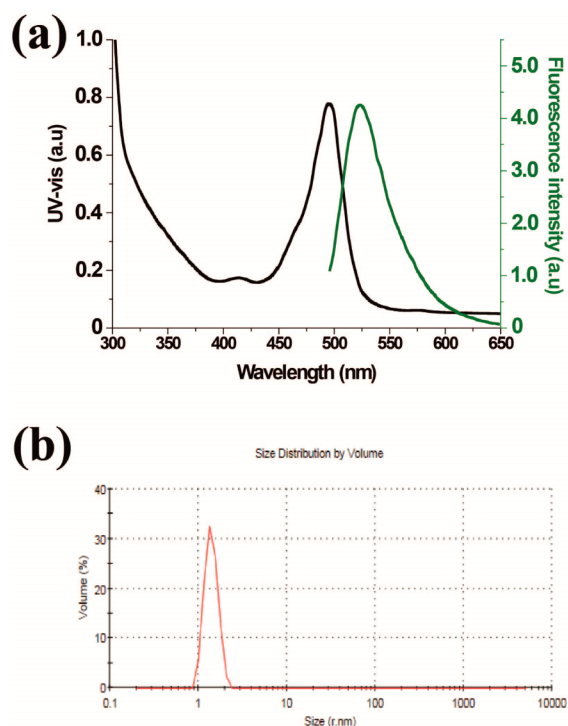 (a)
1.0
0.8
0.6
0.4
0.2
0
UV-vis (a.u)
5.0
4.0
3.0
2.0
1.0
0
Fluorescence intensity (a.u)
300 350 400 450 500 550 600 650
Wavelength (nm)
(b)
Size Distribution by Volume
40
30
20
10
0
Volume (%)
0.1 1 10 100 1000 10000
Size (r.nm)